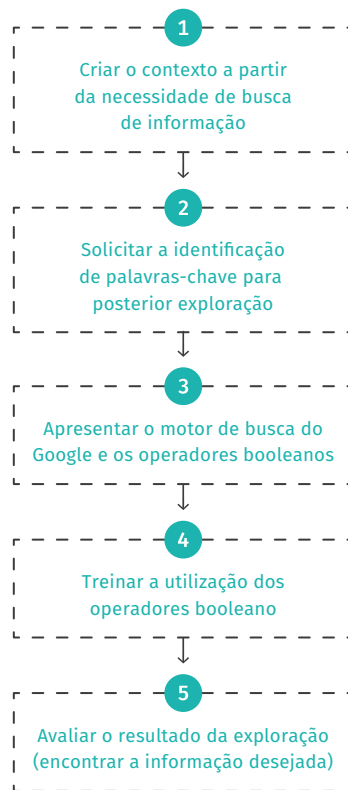 1
Criar o contexto a partir
da necessidade de busca
de informação
2
Solicitar a identificação
de palavras-chave para
posterior exploração
3
Apresentar o motor de busca do
Google e os operadores booleanos
4
Treinar a utilização dos
operadores booleano
5
Avaliar o resultado da exploração
(encontrar a informação desejada)